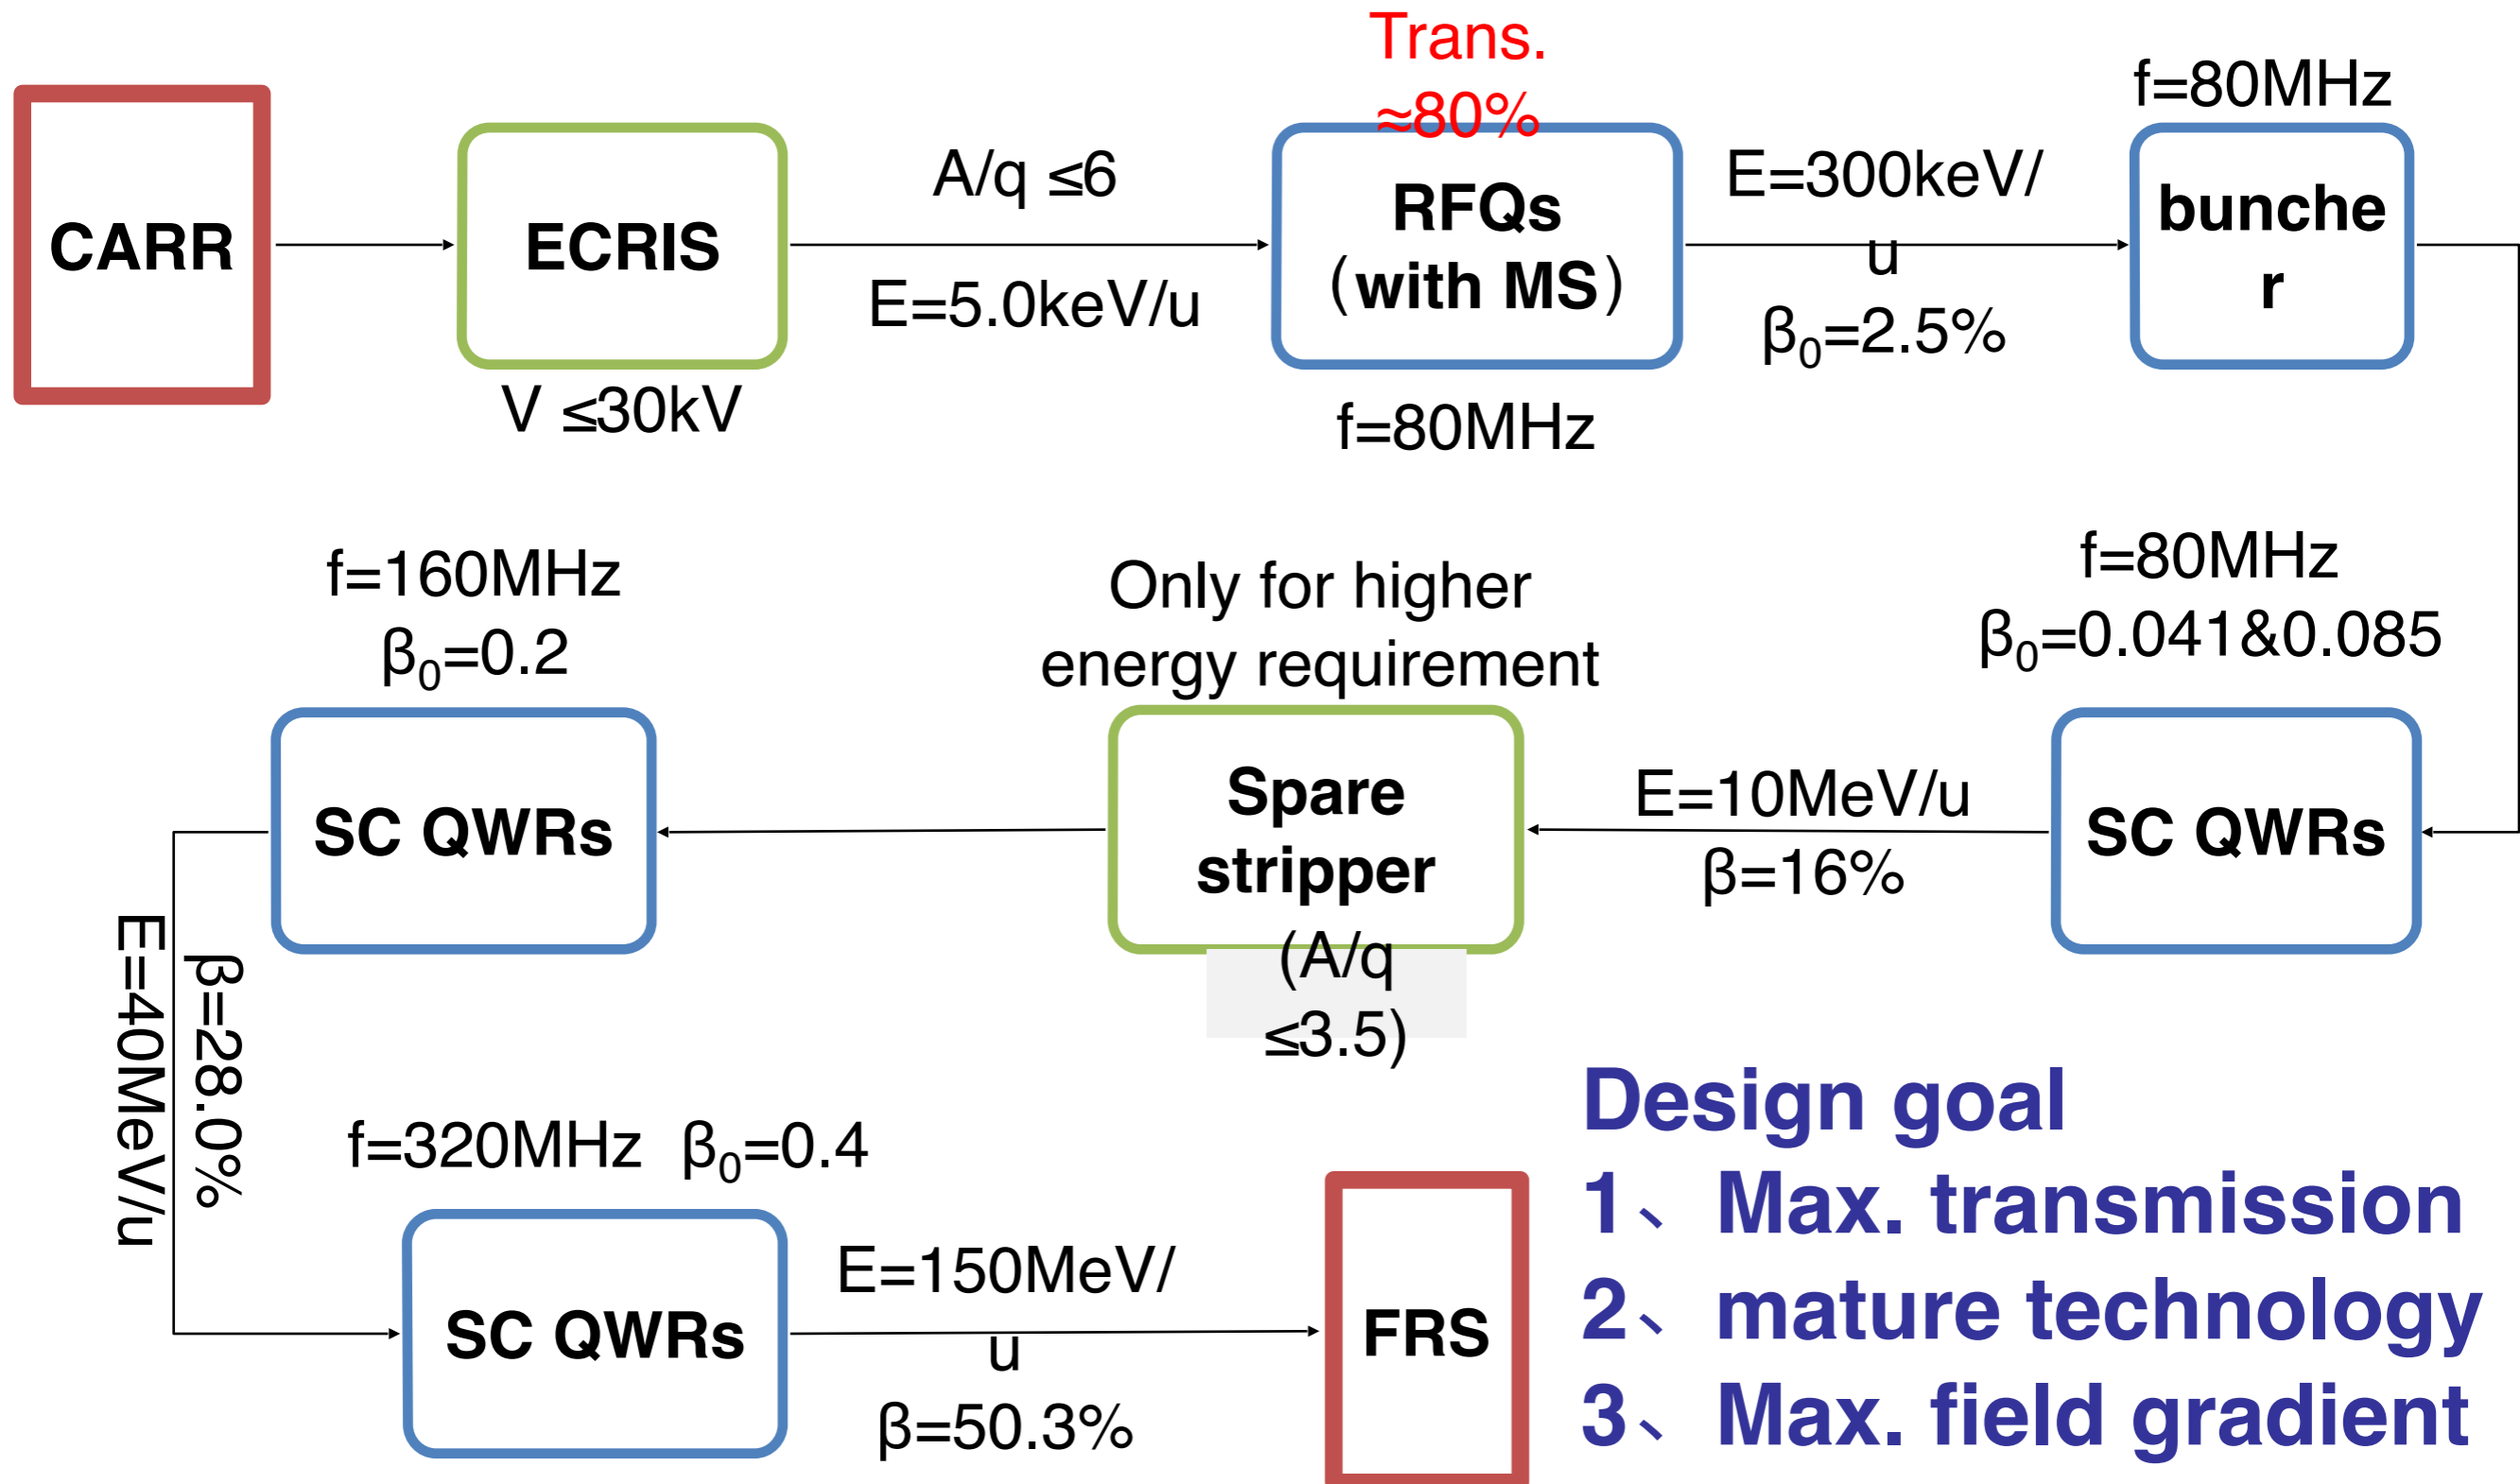 Trans.
≈80%
f=80MHz
CARR
ECRIS
V ≤30kV
A/q ≤6
E=5.0keV/u
RFQs
(with MS)
f=80MHz
E=300keV/
u
β₀=2.5%
bunche
r
f=80MHz
β₀=0.041&0.085
SC QWRs
E=10MeV/u
β=16%
Only for higher
energy requirement
Spare
stripper
(A/q
≤3.5)
f=160MHz
β₀=0.2
SC QWRs
β=28.0%
E=40MeV/u
f=320MHz β₀=0.4
SC QWRs
E=150MeV/
u
β=50.3%
FRS
Design goal
1、 Max. transmission
2、 mature technology
3、 Max. field gradient